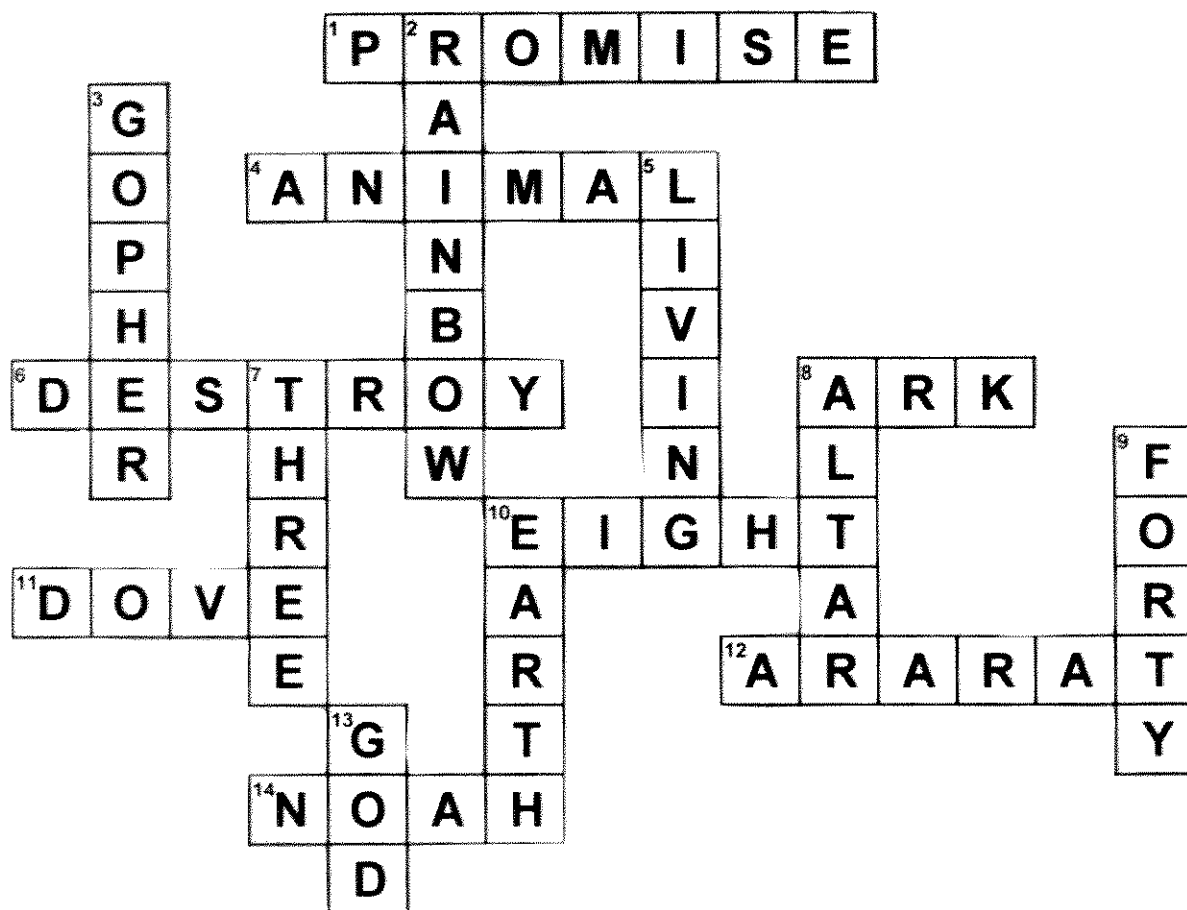 1 P 2 R O M I S E
3 G A
O 4 A N I M A 5 L
P N I
H B V
6 D E S 7 T R O Y I 8 A R K
R H W N L 9 F
R 10 E I G H T O
11 D O V E A A R
E R 12 A R A R A T
13 G T Y
14 N O A H
D